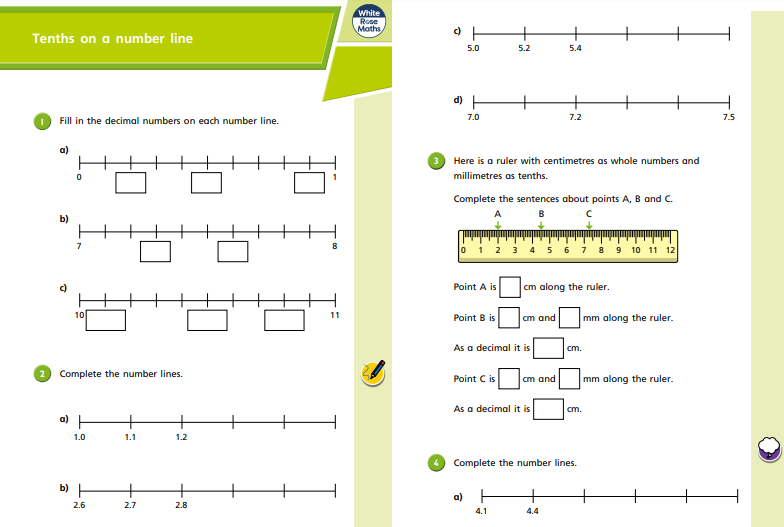 Tenths on a number line
White
Rose
Maths
1 Fill in the decimal numbers on each number line.
a)
0 1
b)
7 8
c)
10 11
2 Complete the number lines.
a)
1.0 1.1 1.2
b)
2.6 2.7 2.8
c)
5.0 5.2 5.4
d)
7.0 7.2 7.5
3 Here is a ruler with centimetres as whole numbers and
millimetres as tenths.
Complete the sentences about points A, B and C.
A B C
0 1 2 3 4 5 6 7 8 9 10 11 12
Point A is cm along the ruler.
Point B is cm and mm along the ruler.
As a decimal it is cm.
Point C is cm and mm along the ruler.
As a decimal it is cm.
4 Complete the number lines.
a)
4.1 4.4